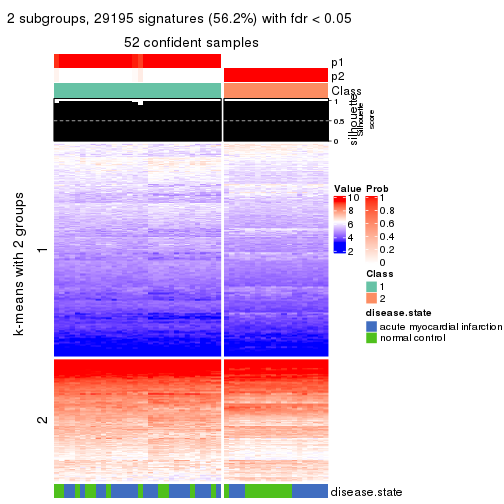 2 subgroups, 29195 signatures (56.2%) with fdr < 0.05
52 confident samples
p1
p2
Class
1
0.5
0
silhouette
Silhouette
score
k-means with 2 groups
1
2
disease.state
Value
10
8
6
4
2
Prob
1
0.8
0.6
0.4
0.2
0
Class
1
2
disease.state
acute myocardial infarction
normal control